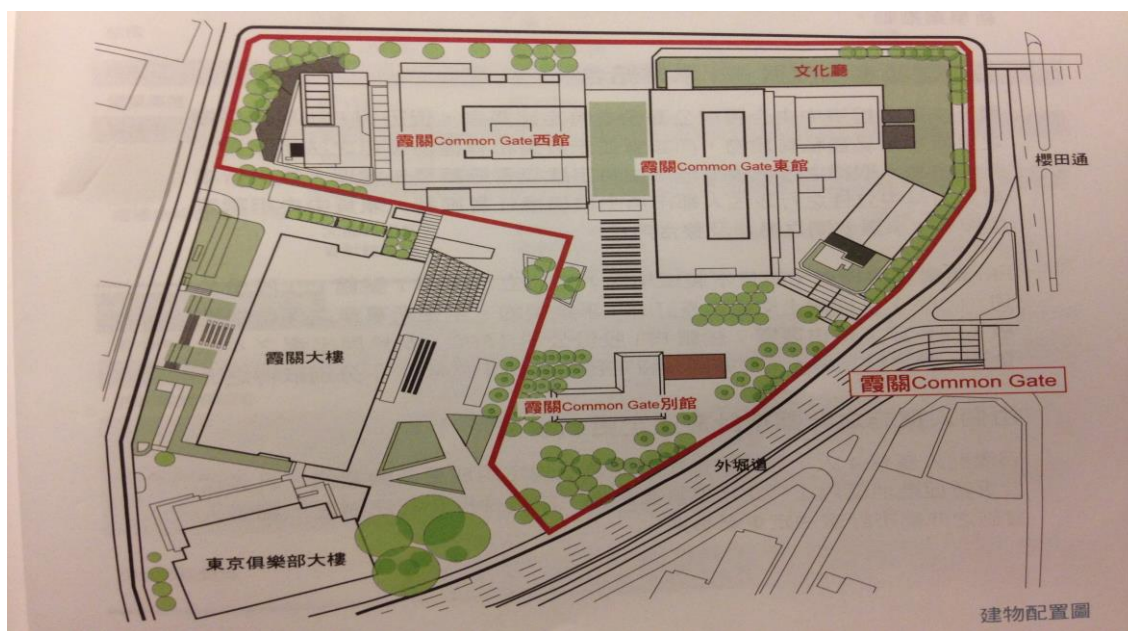 文化廳
霞關Common Gate西館
霞關Common Gate東館
櫻田通
霞關大樓
霞關Common Gate別館
霞關Common Gate
外堀通
東京俱樂部大樓
建物配置圖